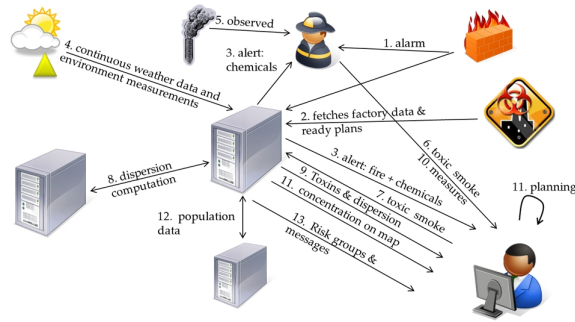 5. observed
4. continuous weather data and
environment measurements
3. alert:
chemicals
1. alarm
2. fetches factory data &
ready plans
6. toxic smoke
10. measures
8. dispersion
computation
3. alert: fire + chemicals
7. toxic smoke
9. Toxins & dispersion
11. concentration on map
11. planning
12. population
data
13. Risk groups &
messages